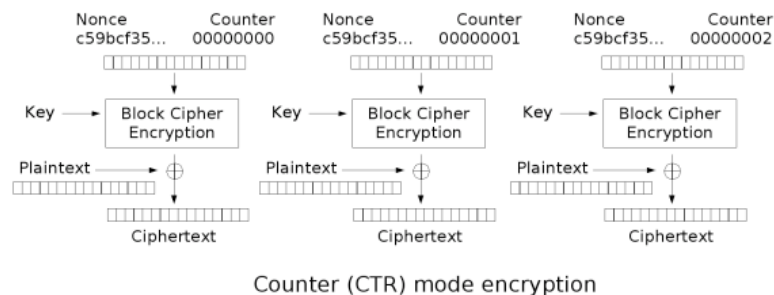 Nonce Counter Nonce Counter Nonce Counter
c59bcf35... 00000000 c59bcf35... 00000001 c59bcf35... 00000002
Key Block Cipher Encryption Key Block Cipher Encryption Key Block Cipher Encryption
Plaintext Plaintext Plaintext
Ciphertext Ciphertext Ciphertext
Counter (CTR) mode encryption